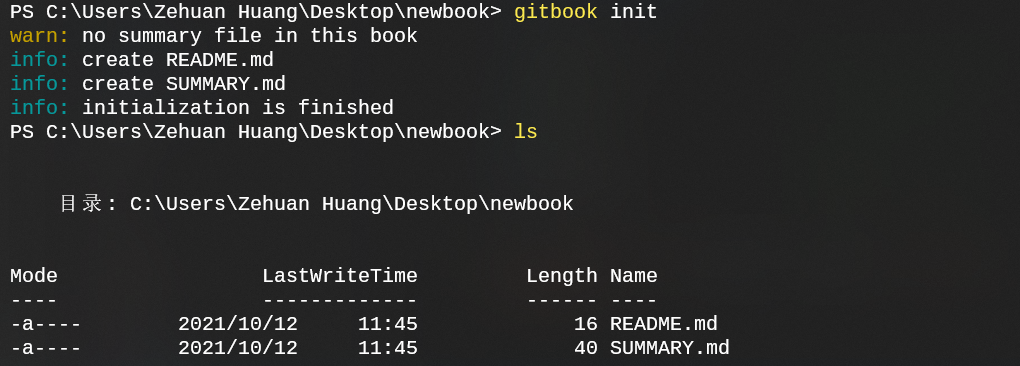 PS C:\Users\Zehuan Huang\Desktop\newbook> gitbook init
warn: no summary file in this book
info: create README.md
info: create SUMMARY.md
info: initialization is finished
PS C:\Users\Zehuan Huang\Desktop\newbook> ls
目录: C:\Users\Zehuan Huang\Desktop\newbook
Mode                 LastWriteTime         Length Name
----                 -------------         ------ ----
-a----        2021/10/12     11:45             16 README.md
-a----        2021/10/12     11:45             40 SUMMARY.md